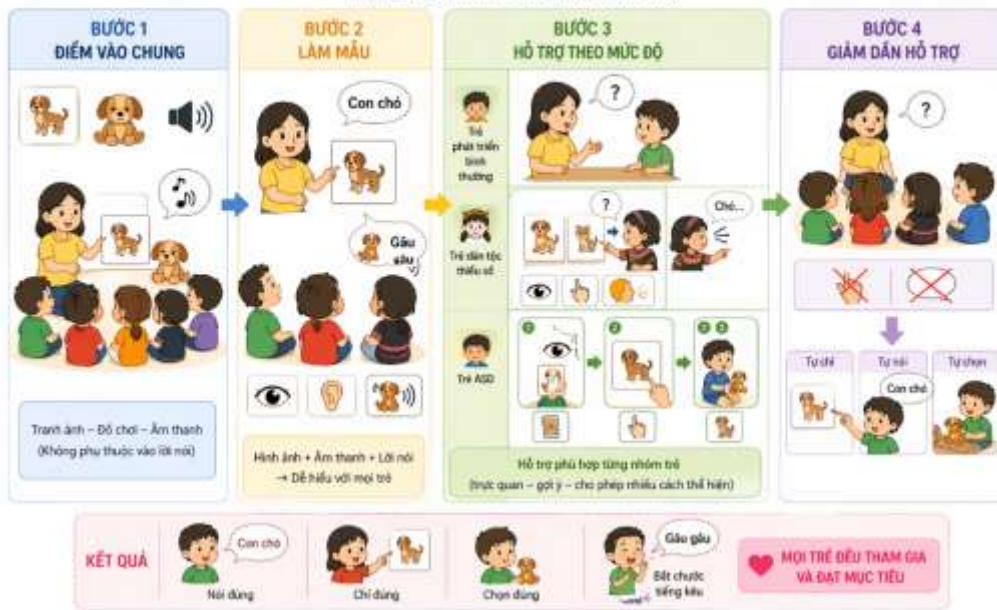 BƯỚC 1
ĐIỂM VÀO CHUNG
Tranh ảnh – Đồ chơi – Âm thanh
(Không phụ thuộc vào lời nói)
BƯỚC 2
LÀM MẪU
Con chó
Gâu
gâu
Hình ảnh + Âm thanh + Lời nói
→ Dễ hiểu với mọi trẻ
BƯỚC 3
HỖ TRỢ THEO MỨC ĐỘ
Trẻ
phát triển
bình
thường
?
Trẻ dân tộc
thiểu số
?
Chó...
Trẻ ASD
1
2
Hỗ trợ phù hợp từng nhóm trẻ
(trực quan – gợi ý – cho phép nhiều cách thể hiện)
BƯỚC 4
GIẢM DẦN HỖ TRỢ
?
Tự chỉ
Tự nói
Tự chọn
Con chó
KẾT QUẢ
Con chó
Nói đúng
Chỉ đúng
Chọn đúng
Gâu gâu
Bắt chước
tiếng kêu
MỌI TRẺ ĐỀU THAM GIA
VÀ ĐẠT MỤC TIÊU